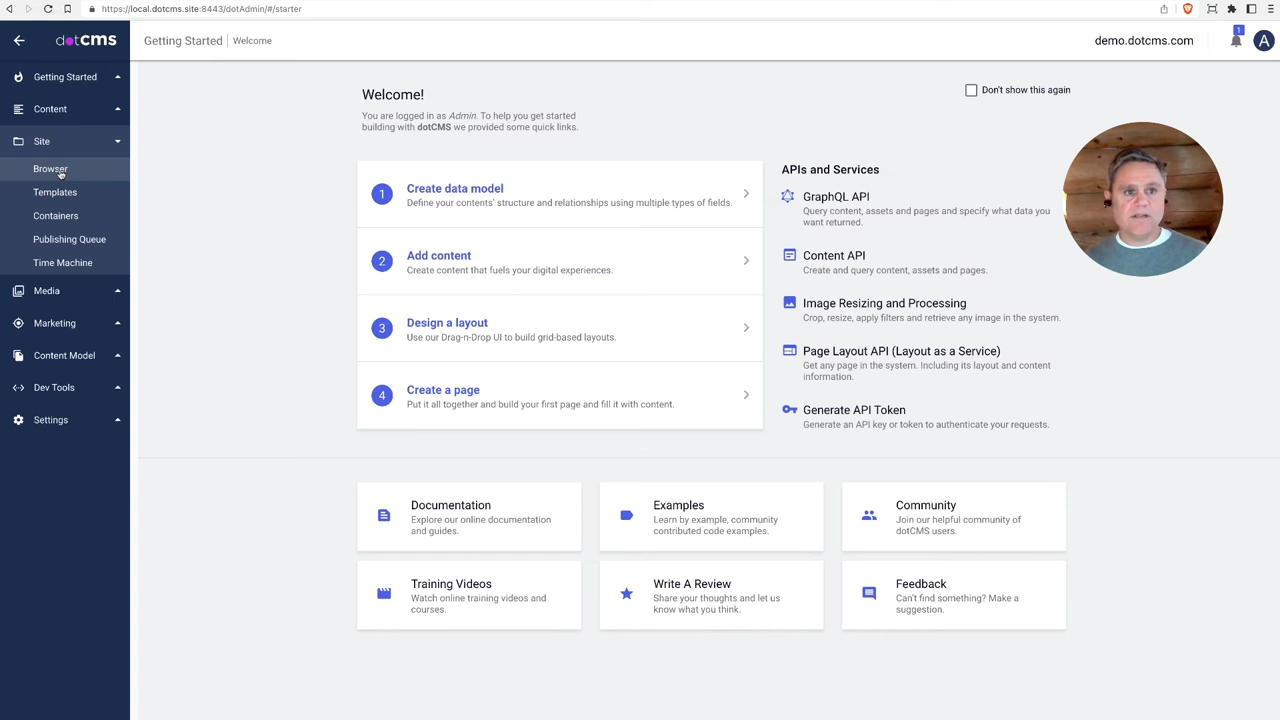 https://local.dotcms.site:8443/dotAdmin/#/starter
dotCMS
Getting Started
Welcome
demo.dotcms.com
1
A
Getting Started
Content
Site
Browser
Templates
Containers
Publishing Queue
Time Machine
Media
Marketing
Content Model
Dev Tools
Settings
Welcome!
You are logged in as Admin. To help you get started
building with dotCMS we provided some quick links.
Don't show this again
1
Create data model
Define your contents' structure and relationships using multiple types of fields.
2
Add content
Create content that fuels your digital experiences.
3
Design a layout
Use our Drag-n-Drop UI to build grid-based layouts.
4
Create a page
Put it all together and build your first page and fill it with content.
APIs and Services
GraphQL API
Query content, assets and pages and specify what data you
want returned.
Content API
Create and query content, assets and pages.
Image Resizing and Processing
Crop, resize, apply filters and retrieve any image in the system.
Page Layout API (Layout as a Service)
Get any page in the system. Including its layout and content
information.
Generate API Token
Generate an API key or token to authenticate your requests.
Documentation
Explore our online documentation
and guides.
Examples
Learn by example, community
contributed code examples.
Community
Join our helpful community of
dotCMS users.
Training Videos
Watch online training videos and
courses.
Write A Review
Share your thoughts and let us
know what you think.
Feedback
Can't find something? Make a
suggestion.